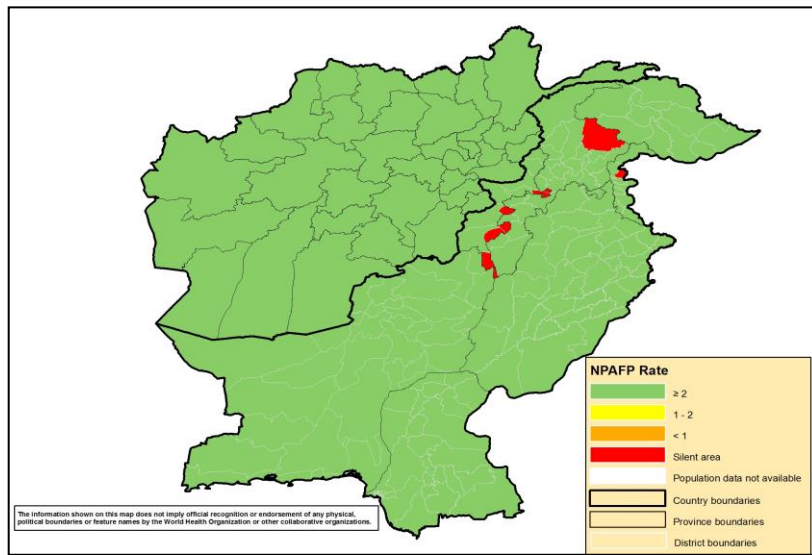 NPAFP Rate
≥ 2
1 - 2
< 1
Silent area
Population data not available
Country boundaries
Province boundaries
District boundaries
The information shown on this map does not imply official recognition or endorsement of any physical,
political boundaries or feature names by the World Health Organization or other collaborative organizations.